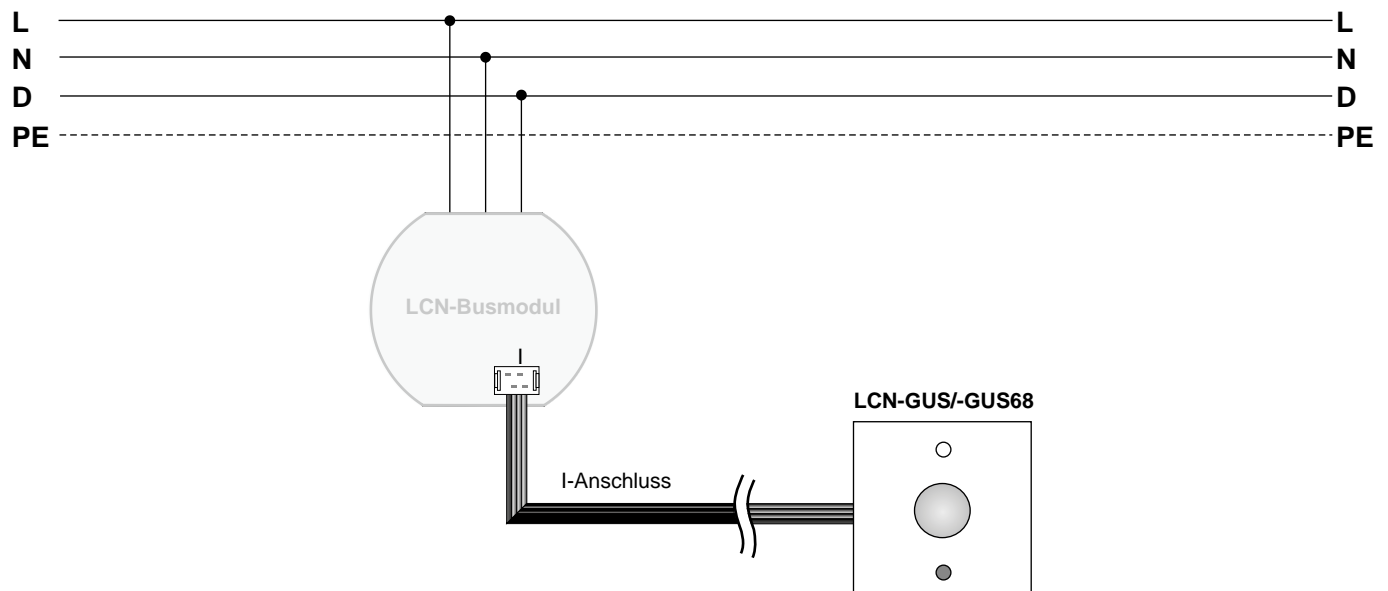 L L
N N
D D
PE PE
LCN-Busmodul
I
LCN-GUS/-GUS68
I-Anschluss